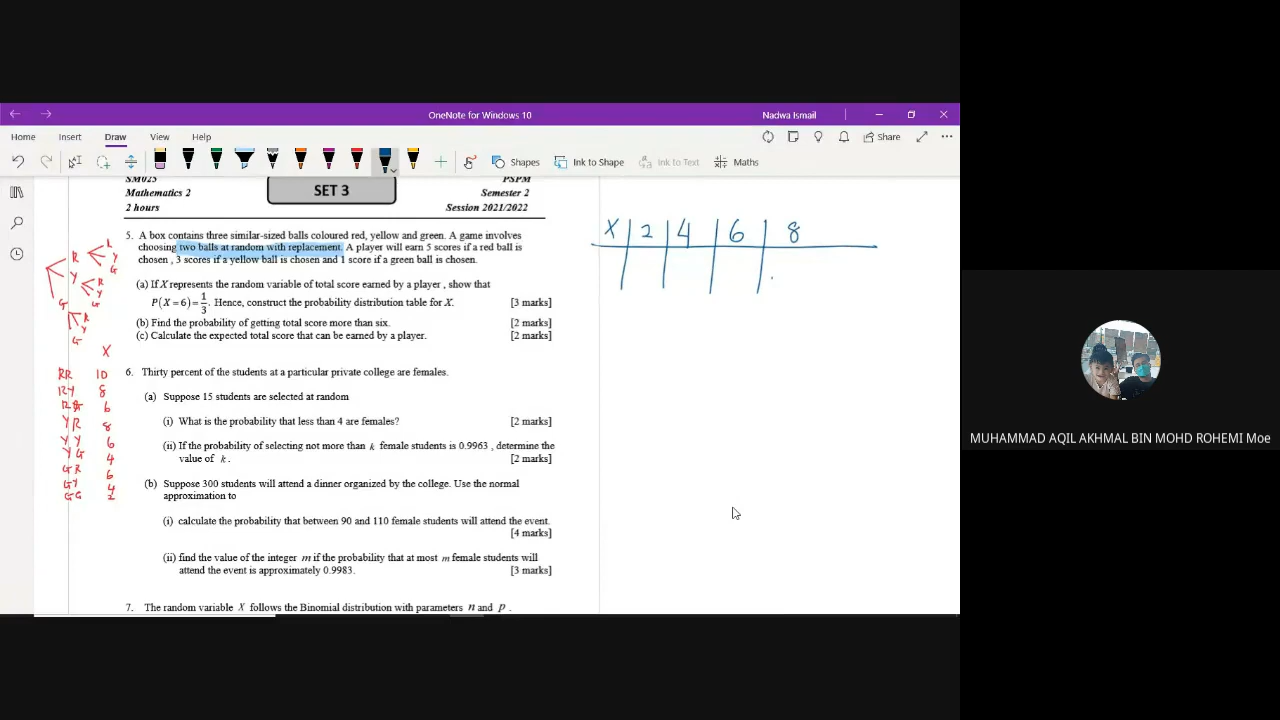 OneNote for Windows 10
Nadwa Ismail
Home Insert Draw View Help
Share
Shapes Ink to Shape Ink to Text Maths
SM025 PSPM
Mathematics 2 SET 3 Semester 2
2 hours Session 2021/2022
5. A box contains three similar-sized balls coloured red, yellow and green. A game involves
choosing two balls at random with replacement. A player will earn 5 scores if a red ball is
chosen , 3 scores if a yellow ball is chosen and 1 score if a green ball is chosen.
(a) If X represents the random variable of total score earned by a player , show that
P(X = 6) = 1/3. Hence, construct the probability distribution table for X. [3 marks]
(b) Find the probability of getting total score more than six. [2 marks]
(c) Calculate the expected total score that can be earned by a player. [2 marks]
6. Thirty percent of the students at a particular private college are females.
(a) Suppose 15 students are selected at random
(i) What is the probability that less than 4 are females? [2 marks]
(ii) If the probability of selecting not more than k female students is 0.9963 , determine the
value of k . [2 marks]
(b) Suppose 300 students will attend a dinner organized by the college. Use the normal
approximation to
(i) calculate the probability that between 90 and 110 female students will attend the event.
[4 marks]
(ii) find the value of the integer m if the probability that at most m female students will
attend the event is approximately 0.9983. [3 marks]
7. The random variable X follows the Binomial distribution with parameters n and p .
R R
Y
G
Y R
Y
G
G R
Y
G
X
RR 10
RY 8
RG 6
YR 8
YY 6
YG 4
GR 6
GY 4
GG 2
X 2 4 6 8
MUHAMMAD AQIL AKHMAL BIN MOHD ROHEMI Moe